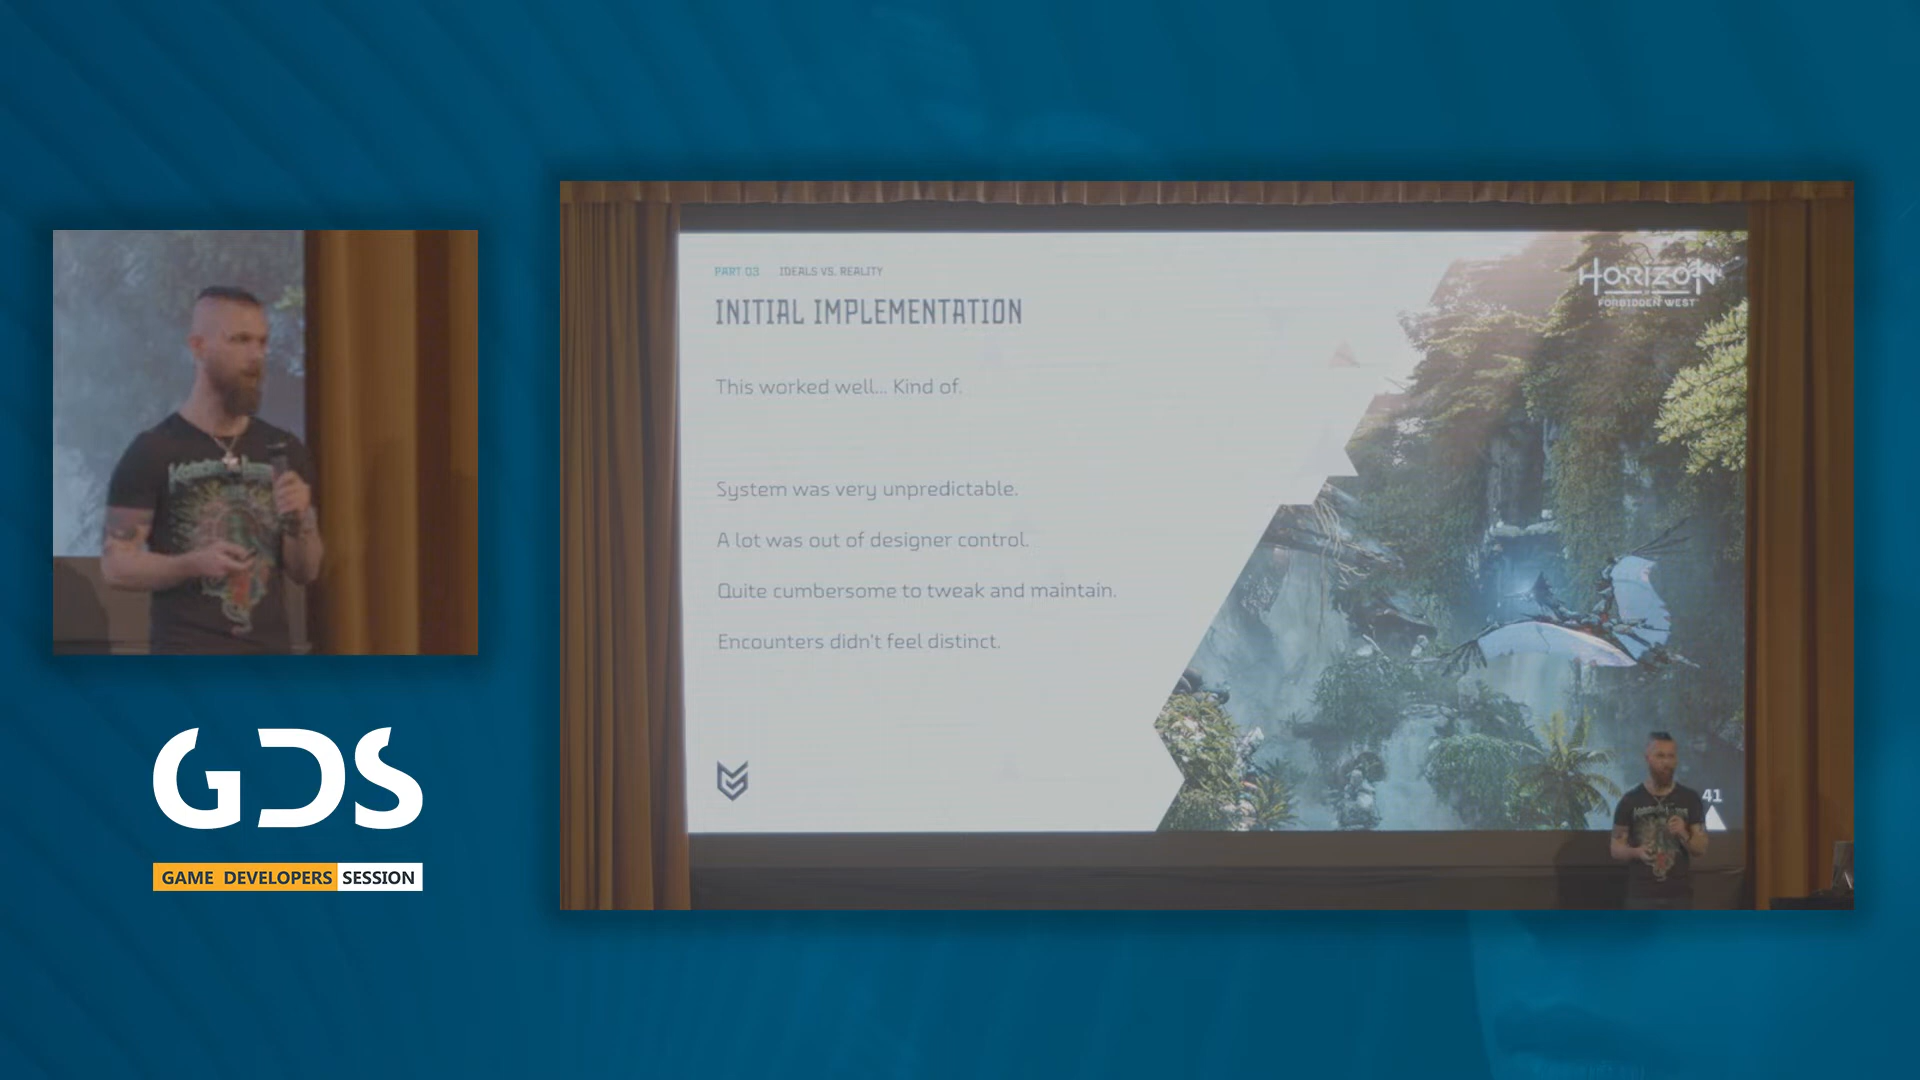 PART 03 IDEALS VS. REALITY
INITIAL IMPLEMENTATION
This worked well... Kind of.
System was very unpredictable.
A lot was out of designer control.
Quite cumbersome to tweak and maintain.
Encounters didn't feel distinct.
HORIZON
FORBIDDEN WEST
41
GDS
GAME DEVELOPERS SESSION